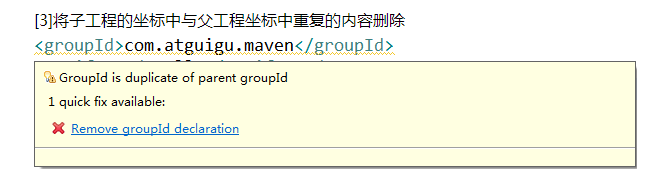 [3]将子工程的坐标中与父工程坐标中重复的内容删除
<groupId>com.atguigu.maven</groupId>
GroupId is duplicate of parent groupId
1 quick fix available:
Remove groupId declaration